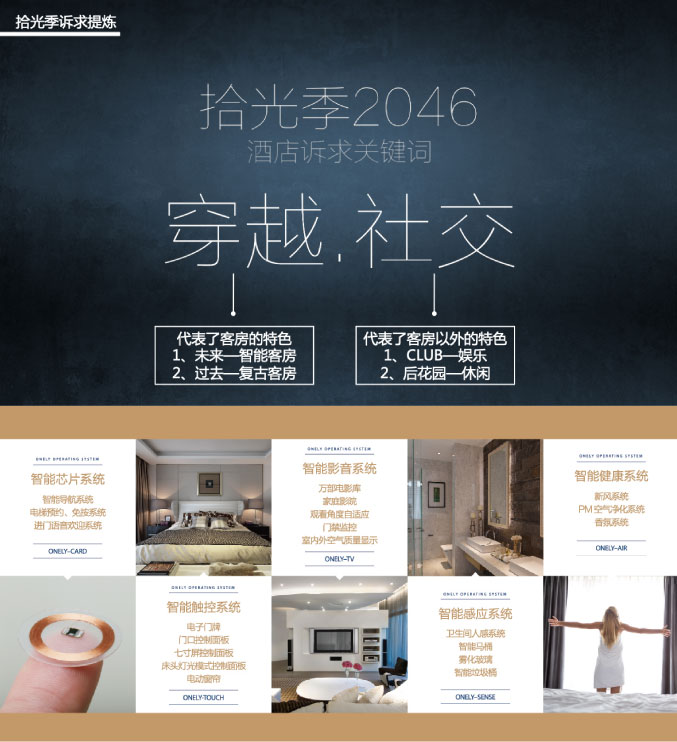 拾光季诉求提炼
拾光季2046
酒店诉求关键词
穿越.社交
代表了客房的特色
1、未来—智能客房
2、过去—复古客房
代表了客房以外的特色
1、CLUB—娱乐
2、后花园—休闲
ONELY OPERATING SYSTEM
智能芯片系统
智能导航系统
电梯预约、免按系统
进门语音欢迎系统
ONELY-CARD
ONELY OPERATING SYSTEM
智能影音系统
万部电影库
家庭影院
观看角度自适应
门禁监控
室内外空气质量显示
ONELY-TV
ONELY OPERATING SYSTEM
智能健康系统
新风系统
PM空气净化系统
香氛系统
ONELY-AIR
ONELY OPERATING SYSTEM
智能触控系统
电子门牌
门口控制面板
七寸屏控制面板
床头灯光模式控制面板
电动窗帘
ONELY-TOUCH
ONELY OPERATING SYSTEM
智能感应系统
卫生间人感系统
智能马桶
雾化玻璃
智能垃圾桶
ONELY-SENSE